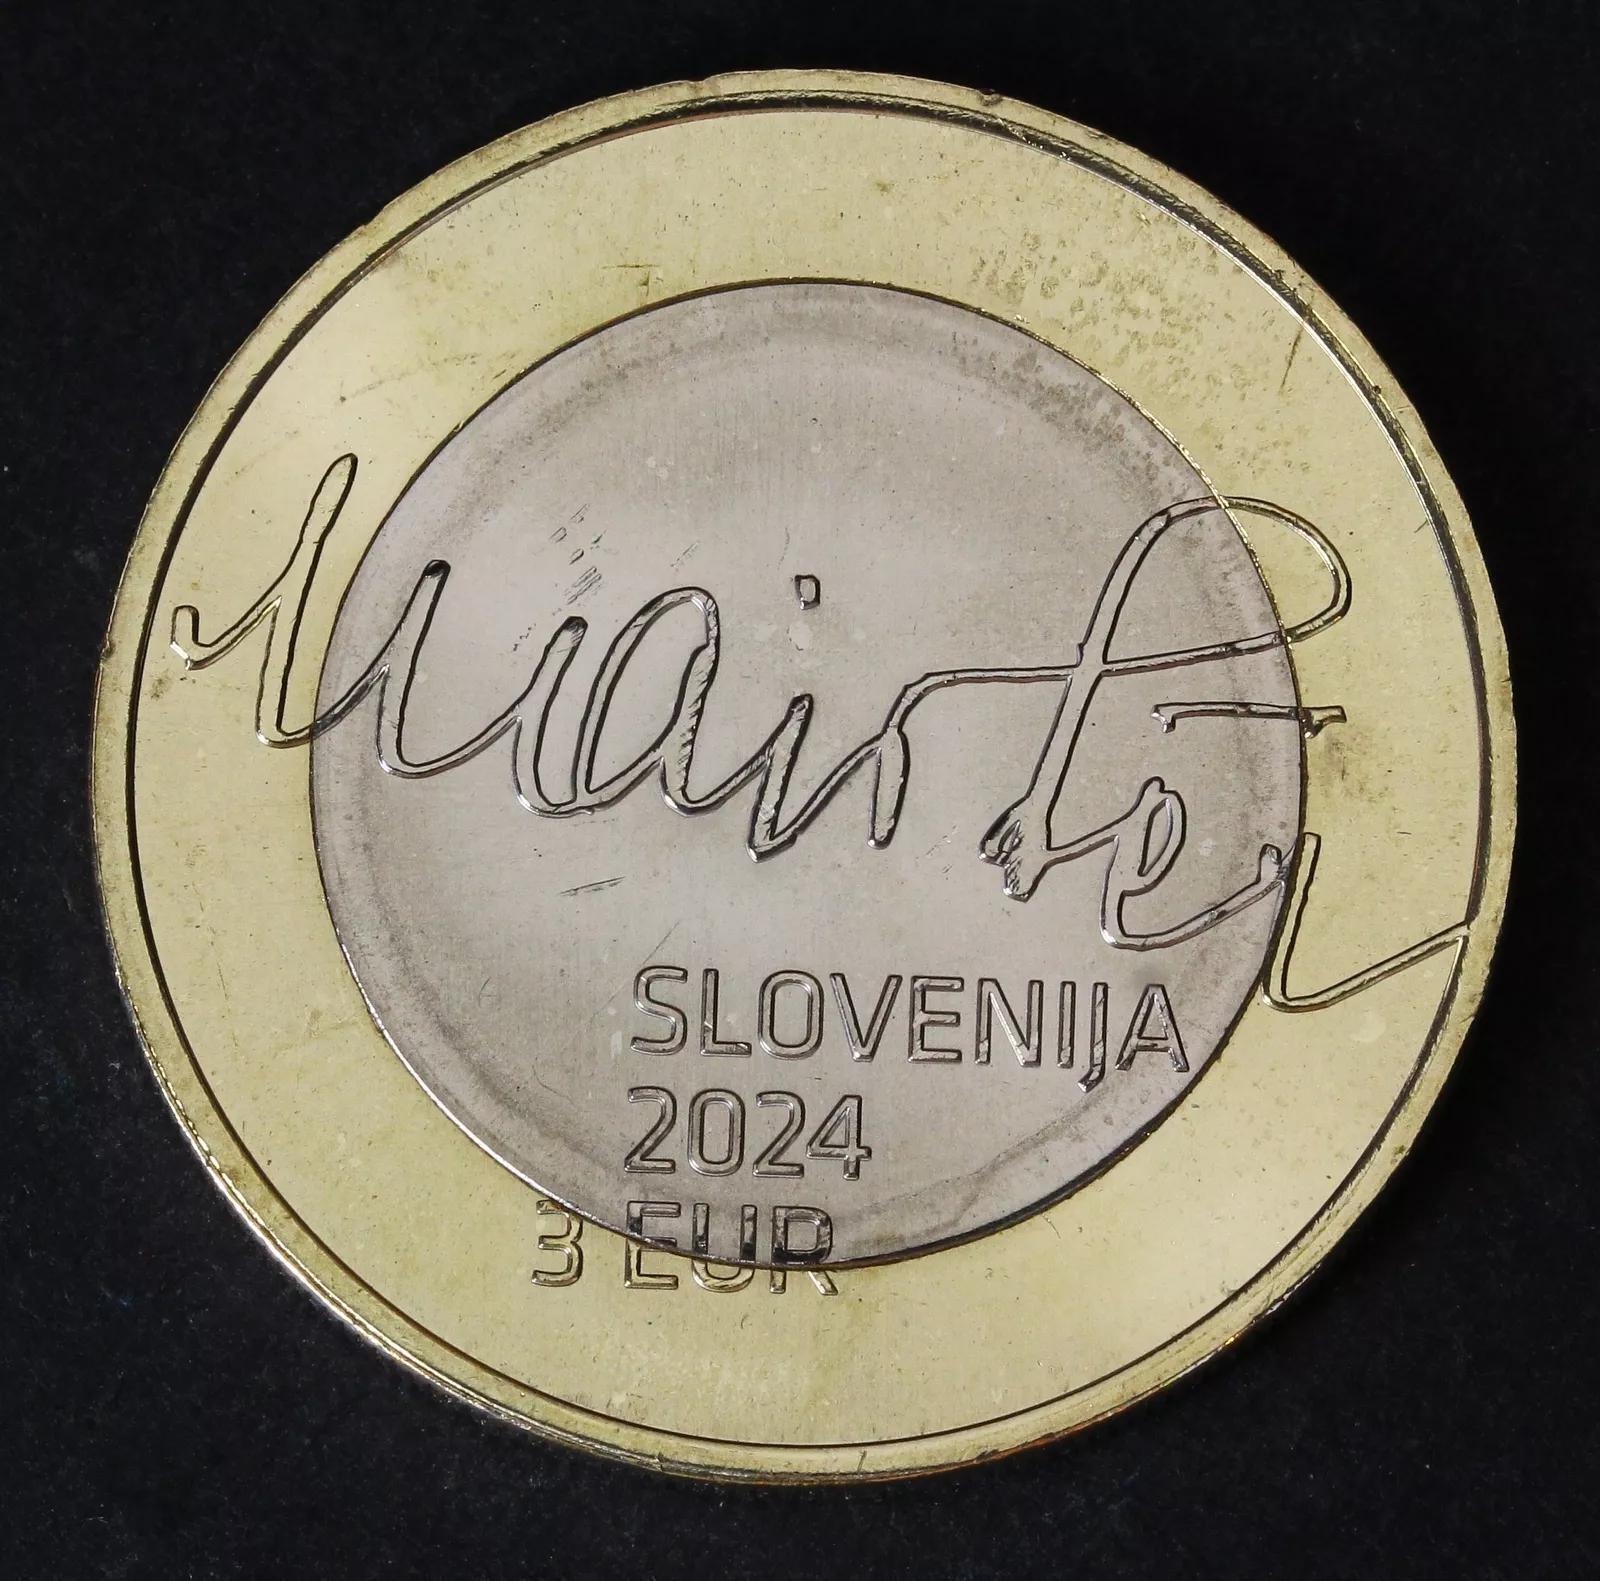 Maister
SLOVENIJA
2024
3 EUR